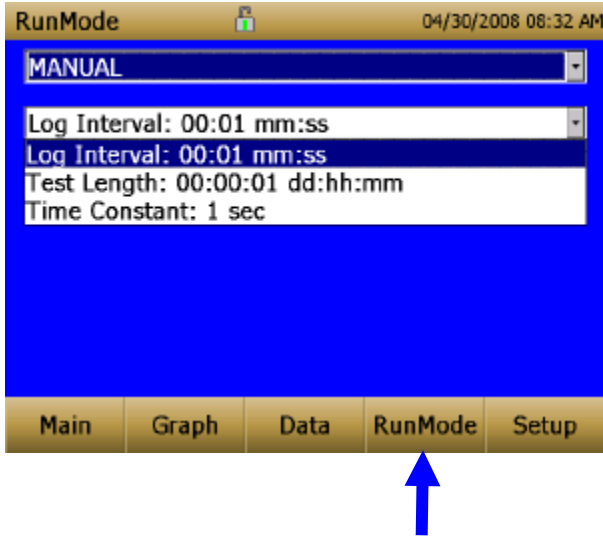 RunMode 04/30/2008 08:32 AM
MANUAL
Log Interval: 00:01 mm:ss
Log Interval: 00:01 mm:ss
Test Length: 00:00:01 dd:hh:mm
Time Constant: 1 sec
Main Graph Data RunMode Setup